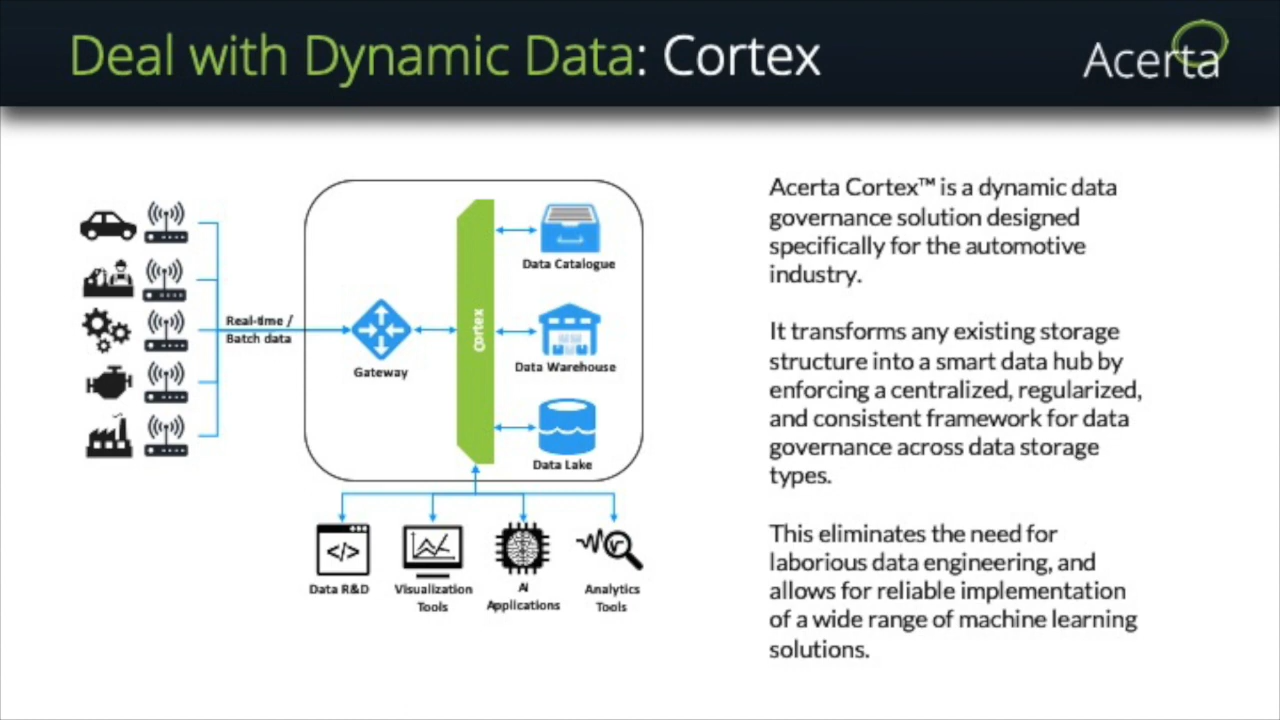 Deal with Dynamic Data: Cortex
Acerta
Real-time /
Batch data
Gateway
Cortex
Data Catalogue
Data Warehouse
Data Lake
</>
Data R&D
Visualization
Tools
AI
Applications
Analytics
Tools
Acerta Cortex™ is a dynamic data
governance solution designed
specifically for the automotive
industry.
It transforms any existing storage
structure into a smart data hub by
enforcing a centralized, regularized,
and consistent framework for data
governance across data storage
types.
This eliminates the need for
laborious data engineering, and
allows for reliable implementation
of a wide range of machine learning
solutions.